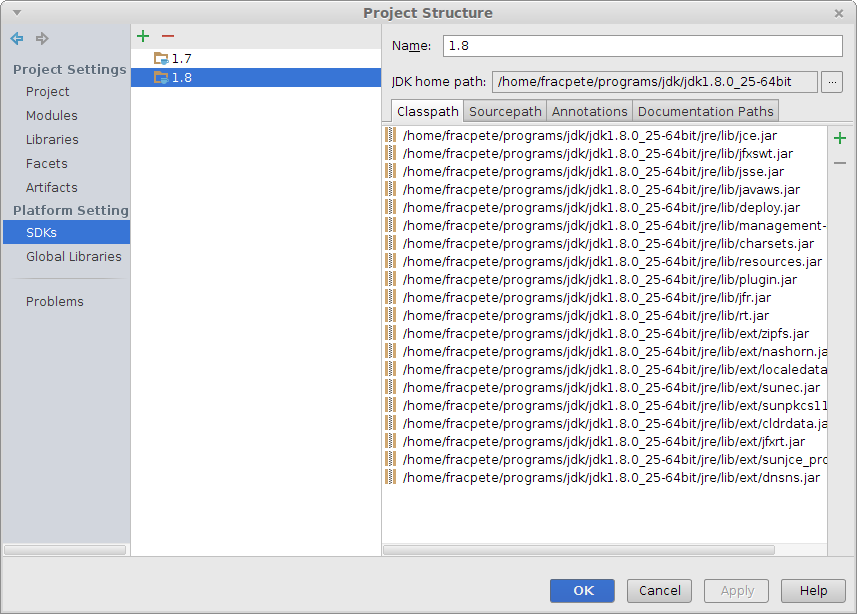 Project Structure
Project Settings
Project
Modules
Libraries
Facets
Artifacts
Platform Setting
SDKs
Global Libraries
Problems
1.7
1.8
Name: 1.8
JDK home path: /home/fracpete/programs/jdk/jdk1.8.0_25-64bit ...
Classpath Sourcepath Annotations Documentation Paths
/home/fracpete/programs/jdk/jdk1.8.0_25-64bit/jre/lib/jce.jar
/home/fracpete/programs/jdk/jdk1.8.0_25-64bit/jre/lib/jfxswt.jar
/home/fracpete/programs/jdk/jdk1.8.0_25-64bit/jre/lib/jsse.jar
/home/fracpete/programs/jdk/jdk1.8.0_25-64bit/jre/lib/javaws.jar
/home/fracpete/programs/jdk/jdk1.8.0_25-64bit/jre/lib/deploy.jar
/home/fracpete/programs/jdk/jdk1.8.0_25-64bit/jre/lib/management-
/home/fracpete/programs/jdk/jdk1.8.0_25-64bit/jre/lib/charsets.jar
/home/fracpete/programs/jdk/jdk1.8.0_25-64bit/jre/lib/resources.jar
/home/fracpete/programs/jdk/jdk1.8.0_25-64bit/jre/lib/plugin.jar
/home/fracpete/programs/jdk/jdk1.8.0_25-64bit/jre/lib/jfr.jar
/home/fracpete/programs/jdk/jdk1.8.0_25-64bit/jre/lib/rt.jar
/home/fracpete/programs/jdk/jdk1.8.0_25-64bit/jre/lib/ext/zipfs.jar
/home/fracpete/programs/jdk/jdk1.8.0_25-64bit/jre/lib/ext/nashorn.ja
/home/fracpete/programs/jdk/jdk1.8.0_25-64bit/jre/lib/ext/localedata
/home/fracpete/programs/jdk/jdk1.8.0_25-64bit/jre/lib/ext/sunec.jar
/home/fracpete/programs/jdk/jdk1.8.0_25-64bit/jre/lib/ext/sunpkcs11
/home/fracpete/programs/jdk/jdk1.8.0_25-64bit/jre/lib/ext/cldrdata.ja
/home/fracpete/programs/jdk/jdk1.8.0_25-64bit/jre/lib/ext/jfxrt.jar
/home/fracpete/programs/jdk/jdk1.8.0_25-64bit/jre/lib/ext/sunjce_pro
/home/fracpete/programs/jdk/jdk1.8.0_25-64bit/jre/lib/ext/dnsns.jar
OK Cancel Apply Help